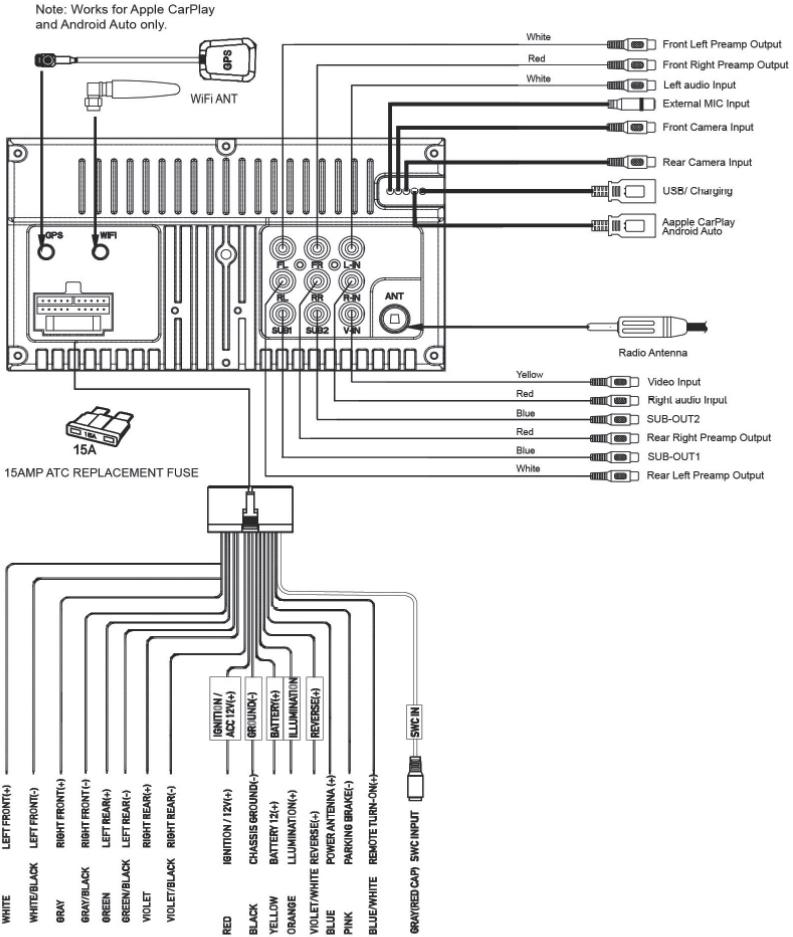 Note: Works for Apple CarPlay
and Android Auto only.
GPS
WiFi ANT
White
Front Left Preamp Output
Red
Front Right Preamp Output
White
Left audio Input
External MIC Input
Front Camera Input
Rear Camera Input
USB/ Charging
Aapple CarPlay
Android Auto
GPS
WIFI
FL
FR
L-IN
RL
RR
R-IN
ANT
SUB1
SUB2
V-IN
Radio Antenna
Yellow
Video Input
Red
Right audio Input
Blue
SUB-OUT2
Red
Rear Right Preamp Output
Blue
SUB-OUT1
White
Rear Left Preamp Output
15A
15A
15AMP ATC REPLACEMENT FUSE
IGNITION /
ACC 12V(+)
GROUND(-)
BATTERY(+)
ILLUMINATION
REVERSE(+)
SWC IN
WHITE LEFT FRONT(+)
WHITE/BLACK LEFT FRONT(-)
GRAY RIGHT FRONT(+)
GRAY/BLACK RIGHT FRONT(-)
GREEN LEFT REAR(+)
GREEN/BLACK LEFT REAR(-)
VIOLET RIGHT REAR(+)
VIOLET/BLACK RIGHT REAR(-)
RED IGNITION / 12V(+)
BLACK CHASSIS GROUND(-)
YELLOW BATTERY 12(+)
ORANGE LLUMINATION(+)
VIOLET/WHITE REVERSE(+)
BLUE POWER ANTENNA (+)
PINK PARKING BRAKE(-)
BLUE/WHITE REMOTE TURN-ON(+)
GRAY(RED CAP) SWC INPUT